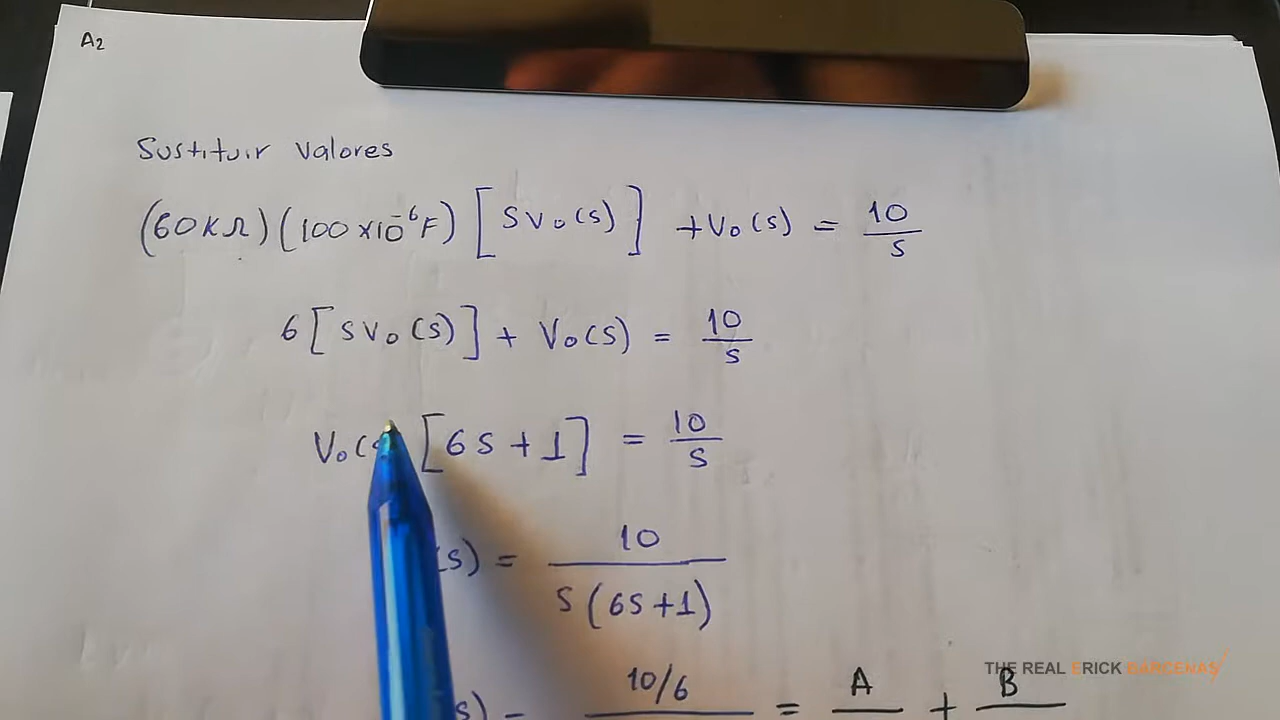 A2
Sustituir Valores
(60KΩ)(100x10⁻⁶F) [SVo(s)] + Vo(s) = 10/s
6[SVo(s)] + Vo(s) = 10/s
Vo(s [6S+1] = 10/s
(s) = 10/s(6S+1)
s) = 10/6 = A + B
THE REAL ERICK BARCENAS